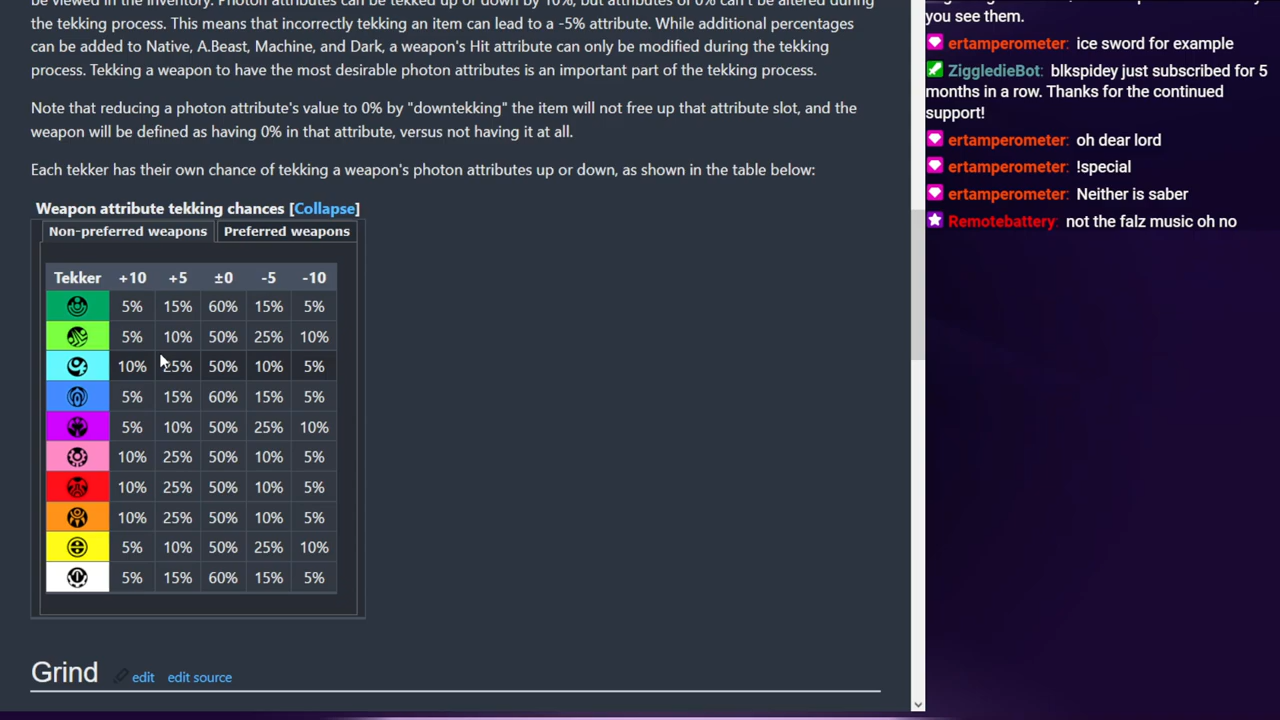 be viewed in the inventory. Photon attributes can be tekked up or down by 10%, but attributes of 0% can't be altered during
the tekking process. This means that incorrectly tekking an item can lead to a -5% attribute. While additional percentages
can be added to Native, A.Beast, Machine, and Dark, a weapon's Hit attribute can only be modified during the tekking
process. Tekking a weapon to have the most desirable photon attributes is an important part of the tekking process.
Note that reducing a photon attribute's value to 0% by "downtekking" the item will not free up that attribute slot, and the
weapon will be defined as having 0% in that attribute, versus not having it at all.
Each tekker has their own chance of tekking a weapon's photon attributes up or down, as shown in the table below:
Weapon attribute tekking chances [Collapse]
Non-preferred weapons Preferred weapons
Tekker +10 +5 ±0 -5 -10
5% 15% 60% 15% 5%
5% 10% 50% 25% 10%
10% 25% 50% 10% 5%
5% 15% 60% 15% 5%
5% 10% 50% 25% 10%
10% 25% 50% 10% 5%
10% 25% 50% 10% 5%
10% 25% 50% 10% 5%
5% 10% 50% 25% 10%
5% 15% 60% 15% 5%
Grind edit edit source
you see them.
ertamperometer: ice sword for example
ZiggledieBot: blkspidey just subscribed for 5
months in a row. Thanks for the continued
support!
ertamperometer: oh dear lord
ertamperometer: !special
ertamperometer: Neither is saber
Remotebattery: not the falz music oh no